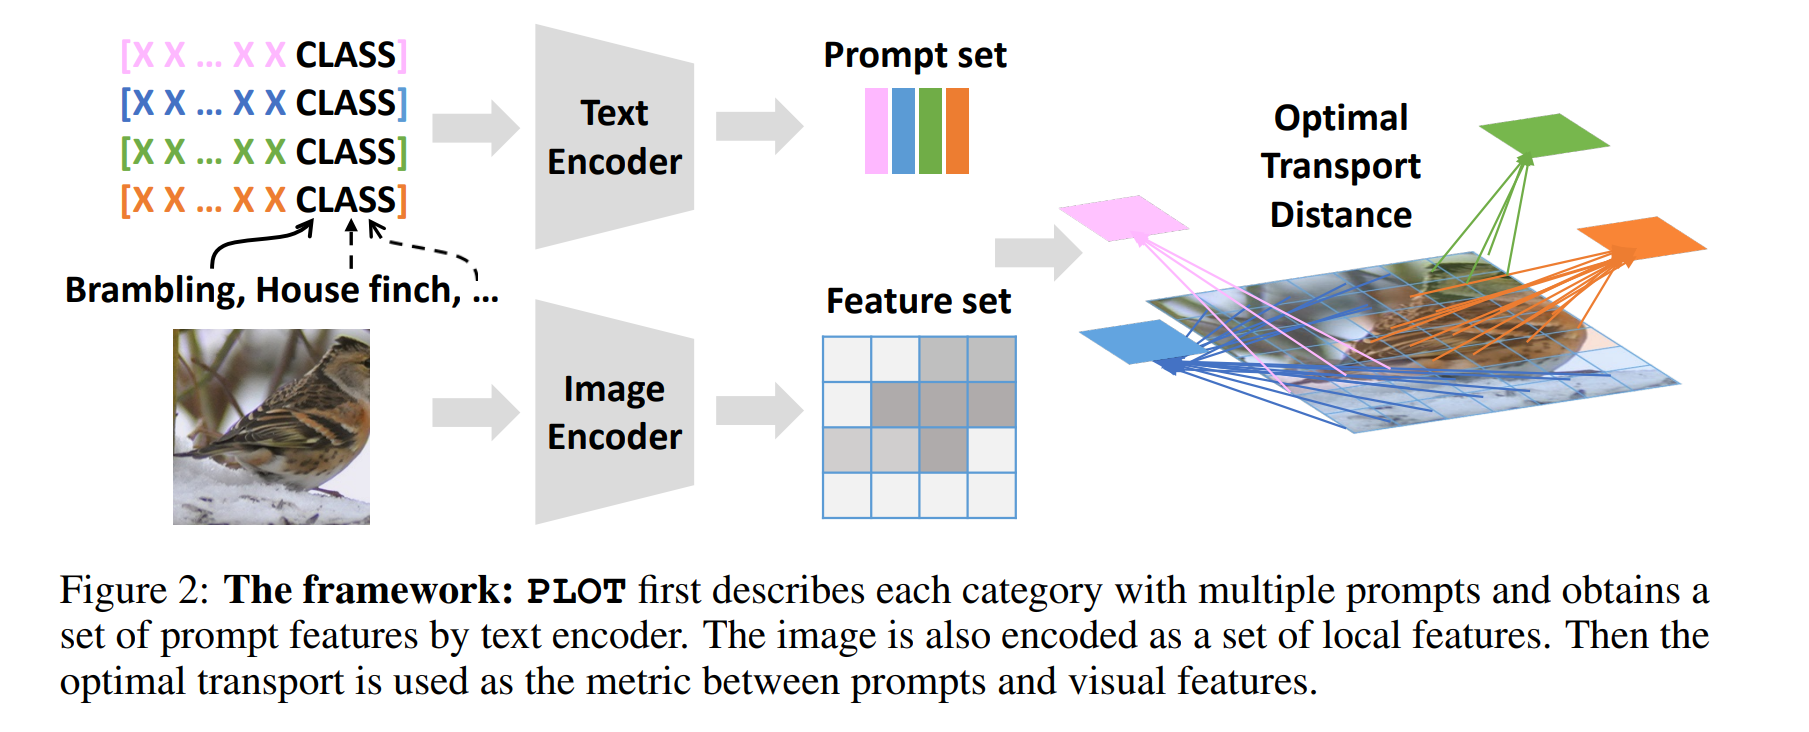 [X X ... X X CLASS]
[X X ... X X CLASS]
[X X ... X X CLASS]
[X X ... X X CLASS]
Brambling, House finch, ...
Text
Encoder
Image
Encoder
Prompt set
Feature set
Optimal
Transport
Distance
Figure 2: The framework: PLOT first describes each category with multiple prompts and obtains a
set of prompt features by text encoder. The image is also encoded as a set of local features. Then the
optimal transport is used as the metric between prompts and visual features.